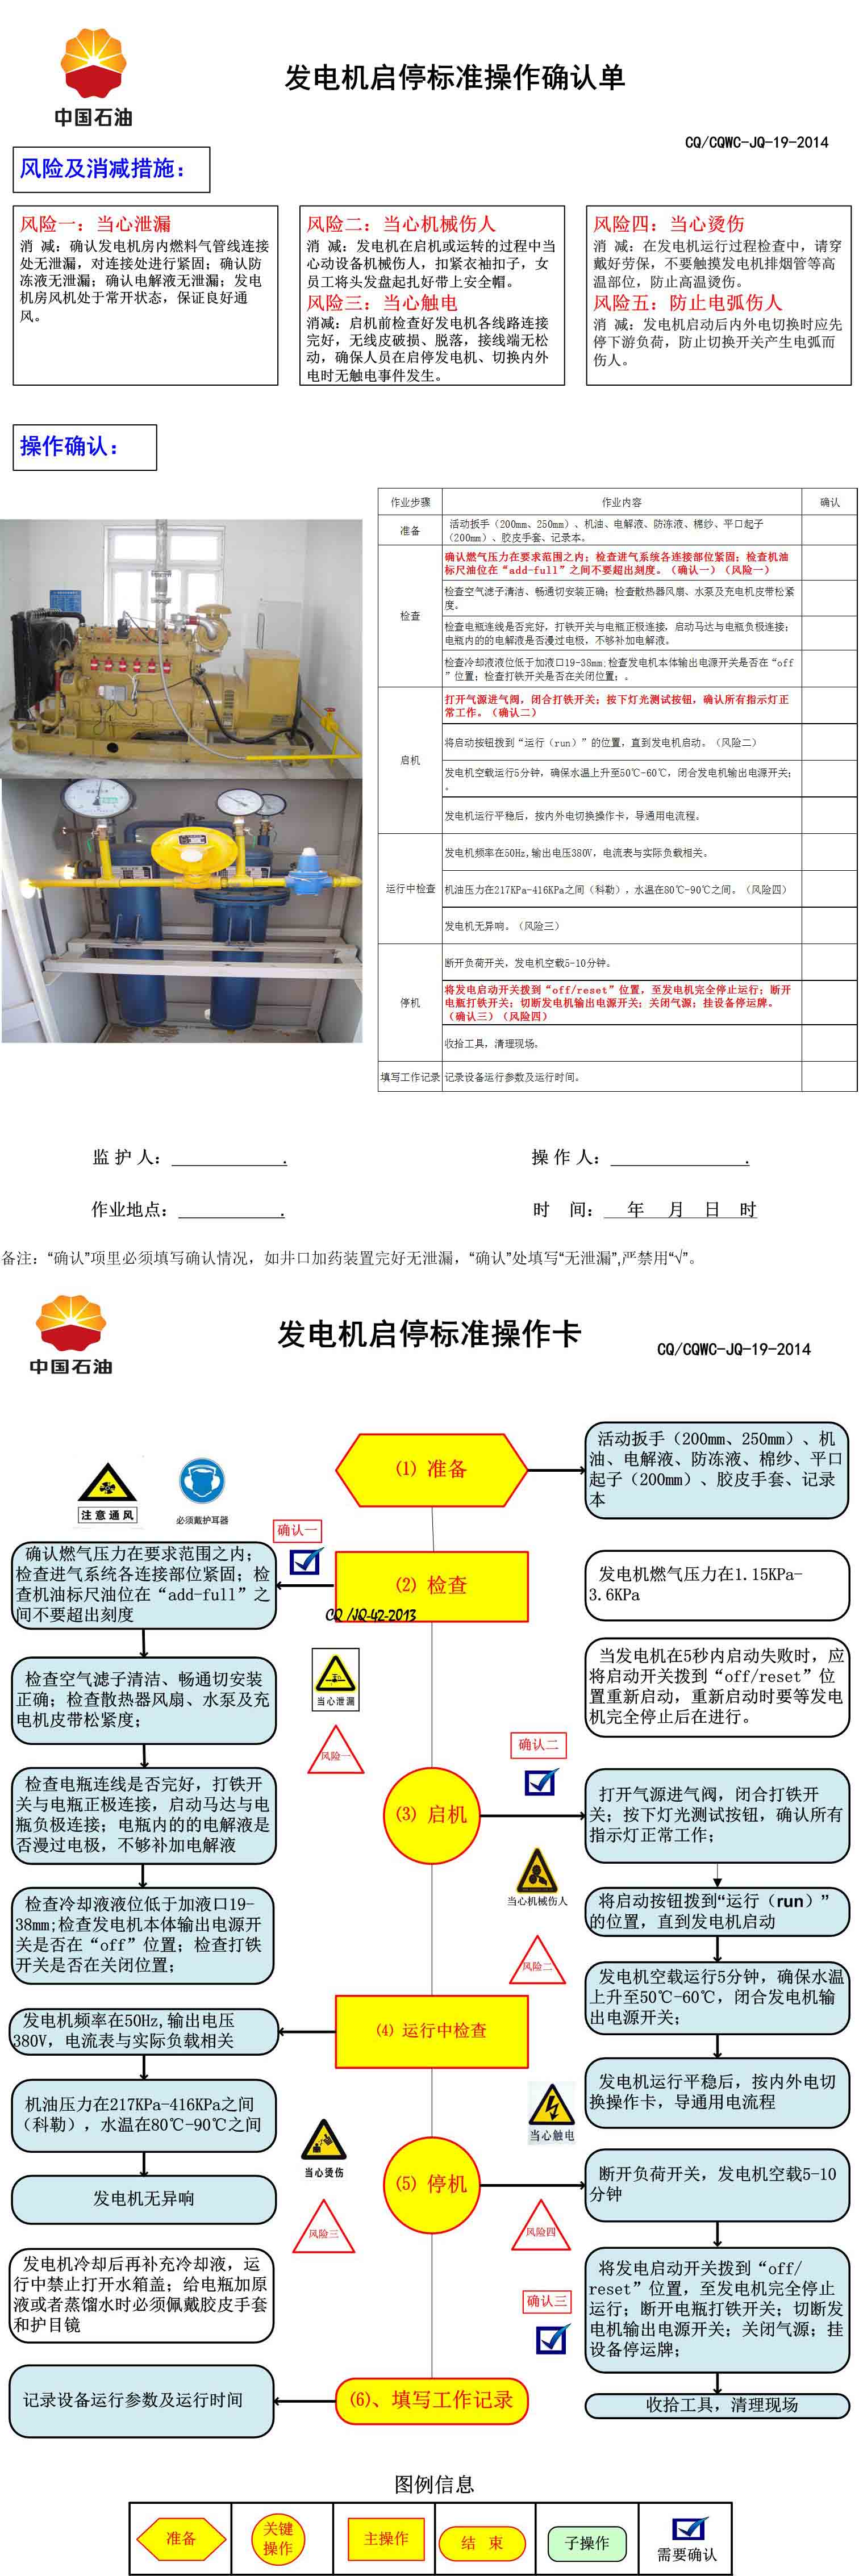 中国石油
发电机启停标准操作确认单
CQ/CQWC-JQ-19-2014
风险及消减措施：
风险一：当心泄漏
消 减：确认发电机房内燃料气管线连接
处无泄漏，对连接处进行紧固；确认防
冻液无泄漏；确认电解液无泄漏；发电
机房风机处于常开状态，保证良好通
风。
风险二：当心机械伤人
消 减：发电机在启机或运转的过程中当
心动设备机械伤人，扣紧衣袖扣子，女
员工将头发盘起扎好带上安全帽。
风险三：当心触电
消减：启机前检查好发电机各线路连接
完好，无线皮破损、脱落，接线端无松
动，确保人员在启停发电机、切换内外
电时无触电事件发生。
风险四：当心烫伤
消 减：在发电机运行过程检查中，请穿
戴好劳保，不要触摸发电机排烟管等高
温部位，防止高温烫伤。
风险五：防止电弧伤人
消 减：发电机启动后内外电切换时应先
停下游负荷，防止切换开关产生电弧而
伤人。
操作确认：
作业步骤 作业内容 确认
准备
活动扳手（200mm、250mm）、机油、电解液、防冻液、棉纱、平口起子
（200mm）、胶皮手套、记录本。
检查
确认燃气压力在要求范围之内；检查进气系统各连接部位紧固；检查机油
标尺油位在“add-full”之间不要超出刻度。（确认一）（风险一）
检查空气滤子清洁、畅通切安装正确；检查散热器风扇、水泵及充电机皮带松紧
度。
检查电瓶连线是否完好，打铁开关与电瓶正极连接，启动马达与电瓶负极连接；
电瓶内的的电解液是否漫过电极，不够补加电解液。
检查冷却液液位低于加液口19-38mm;检查发电机本体输出电源开关是否在“off
”位置；检查打铁开关是否在关闭位置；。
启机
打开气源进气阀，闭合打铁开关；按下灯光测试按钮，确认所有指示灯正
常工作。（确认二）
将启动按钮拨到“运行（run）”的位置，直到发电机启动。（风险二）
发电机空载运行5分钟，确保水温上升至50℃-60℃，闭合发电机输出电源开关；
。
发电机运行平稳后，按内外电切换操作卡，导通用电流程。
运行中检查
发电机频率在50Hz,输出电压380V，电流表与实际负载相关。
机油压力在217KPa-416KPa之间（科勒），水温在80℃-90℃之间。（风险四）
发电机无异响。（风险三）
停机
断开负荷开关，发电机空载5-10分钟。
将发电启动开关拨到“off/reset”位置，至发电机完全停止运行；断开
电瓶打铁开关；切断发电机输出电源开关；关闭气源；挂设备停运牌。
（确认三）（风险四）
收拾工具，清理现场。
填写工作记录 记录设备运行参数及运行时间。
监 护 人：____________.
操 作 人：_______________.
作业地点：____________.
时 间： 年 月 日 时
备注：“确认”项里必须填写确认情况，如井口加药装置完好无泄漏，“确认”处填写“无泄漏”,严禁用“√”。
中国石油
发电机启停标准操作卡
CQ/CQWC-JQ-19-2014
(1) 准备
活动扳手（200mm、250mm）、机
油、电解液、防冻液、棉纱、平口
起子（200mm）、胶皮手套、记录
本
注意通风
必须戴护耳器
确认一
(2) 检查
CQ /JQ-42-2013
确认燃气压力在要求范围之内；
检查进气系统各连接部位紧固；检
查机油标尺油位在“add-full”之
间不要超出刻度
发电机燃气压力在1.15KPa-
3.6KPa
当发电机在5秒内启动失败时，应
将启动开关拨到“off/reset”位
置重新启动，重新启动时要等发电
机完全停止后在进行。
检查空气滤子清洁、畅通切安装
正确；检查散热器风扇、水泵及充
电机皮带松紧度；
当心泄漏
风险一
确认二
检查电瓶连线是否完好，打铁开
关与电瓶正极连接，启动马达与电
瓶负极连接；电瓶内的的电解液是
否漫过电极，不够补加电解液
(3) 启机
打开气源进气阀，闭合打铁开
关；按下灯光测试按钮，确认所有
指示灯正常工作；
当心机械伤人
将启动按钮拨到“运行（run）”
的位置，直到发电机启动
检查冷却液液位低于加液口19-
38mm;检查发电机本体输出电源开
关是否在“off”位置；检查打铁
开关是否在关闭位置；
风险二
发电机空载运行5分钟，确保水温
上升至50℃-60℃，闭合发电机输
出电源开关；
发电机频率在50Hz,输出电压
380V，电流表与实际负载相关
(4) 运行中检查
发电机运行平稳后，按内外电切
换操作卡，导通用电流程
机油压力在217KPa-416KPa之间
（科勒），水温在80℃-90℃之间
当心触电
当心烫伤
(5) 停机
断开负荷开关，发电机空载5-10
分钟
发电机无异响
风险三
风险四
发电机冷却后再补充冷却液，运
行中禁止打开水箱盖；给电瓶加原
液或者蒸馏水时必须佩戴胶皮手套
和护目镜
确认三
将发电启动开关拨到“off/
reset”位置，至发电机完全停止
运行；断开电瓶打铁开关；切断发
电机输出电源开关；关闭气源；挂
设备停运牌；
记录设备运行参数及运行时间
(6)、填写工作记录
收拾工具，清理现场
图例信息
准备
关键
操作
主操作
结 束
子操作
需要确认